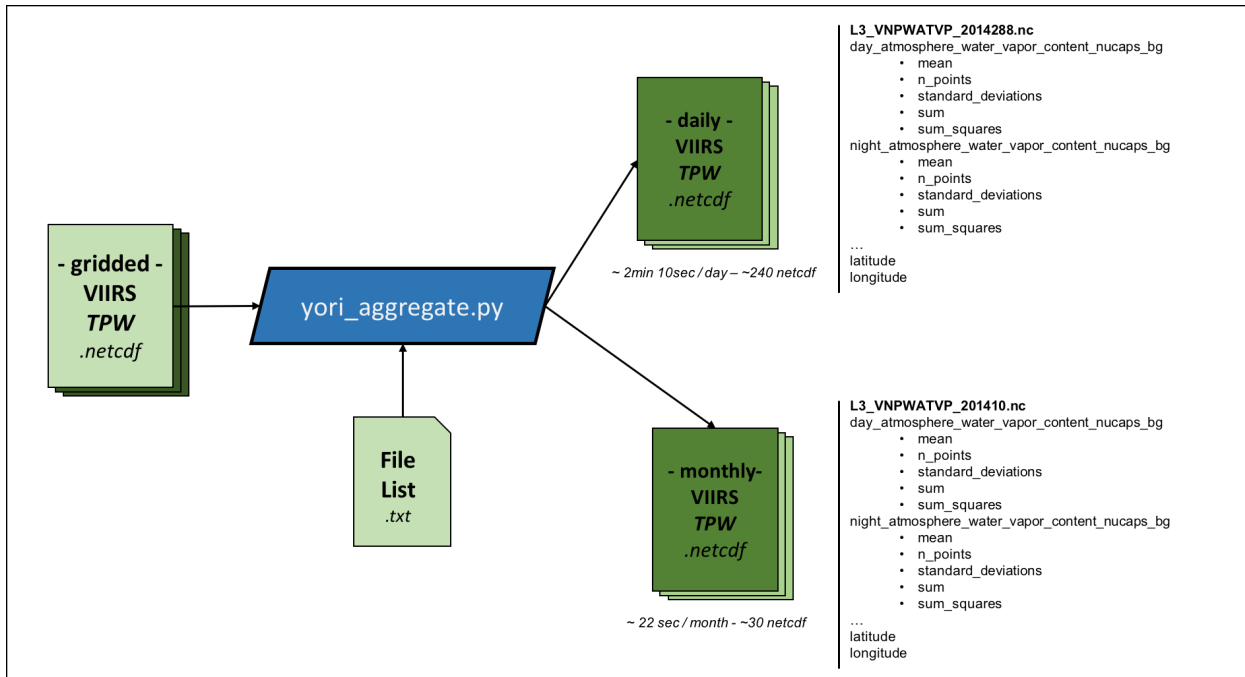 - gridded -
VIIRS
TPW
.netcdf
yori_aggregate.py
File
List
.txt
- daily -
VIIRS
TPW
.netcdf
~ 2min 10sec / day – ~240 netcdf
- monthly-
VIIRS
TPW
.netcdf
~ 22 sec / month - ~30 netcdf
L3_VNPWATVP_2014288.nc
day_atmosphere_water_vapor_content_nucaps_bg
• mean
• n_points
• standard_deviations
• sum
• sum_squares
night_atmosphere_water_vapor_content_nucaps_bg
• mean
• n_points
• standard_deviations
• sum
• sum_squares
…
latitude
longitude
L3_VNPWATVP_201410.nc
day_atmosphere_water_vapor_content_nucaps_bg
• mean
• n_points
• standard_deviations
• sum
• sum_squares
night_atmosphere_water_vapor_content_nucaps_bg
• mean
• n_points
• standard_deviations
• sum
• sum_squares
…
latitude
longitude